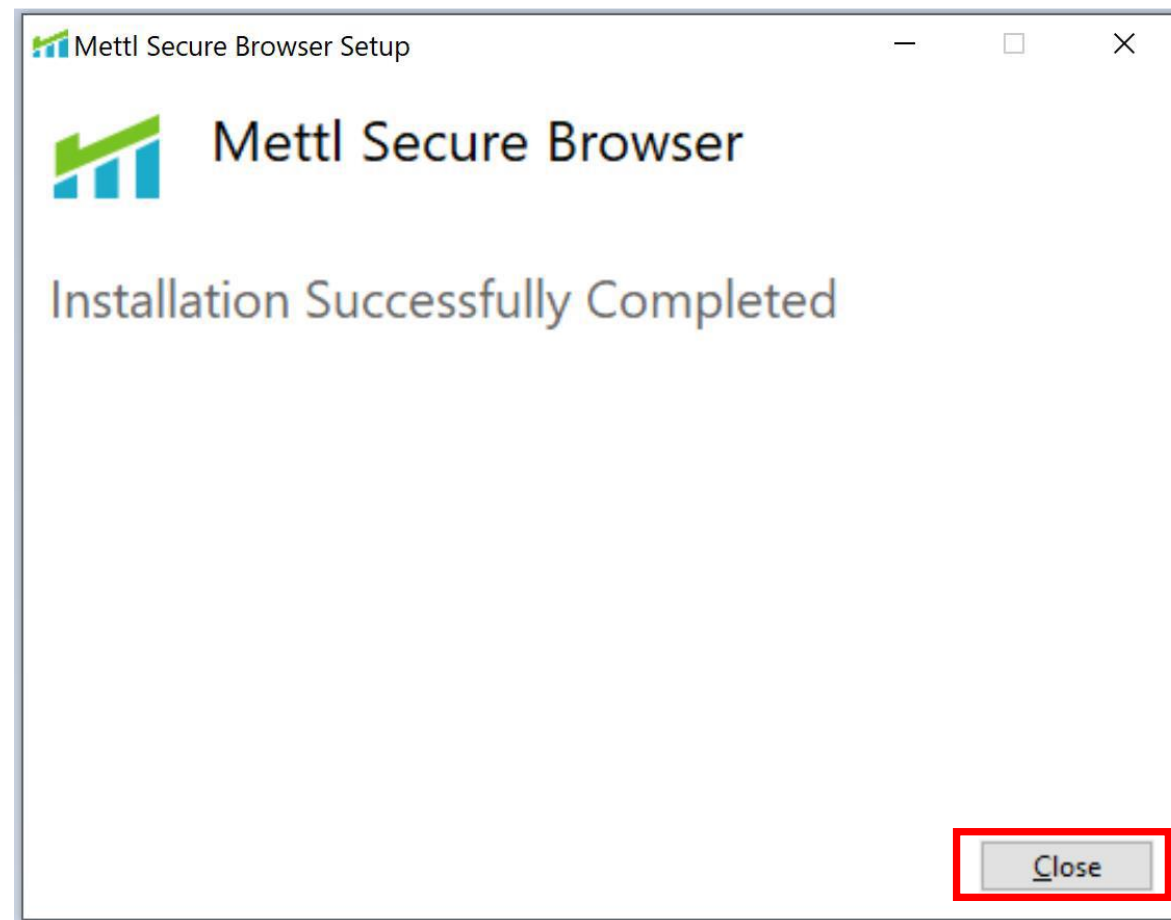 Mettl Secure Browser Setup
Mettl Secure Browser
Installation Successfully Completed
Close